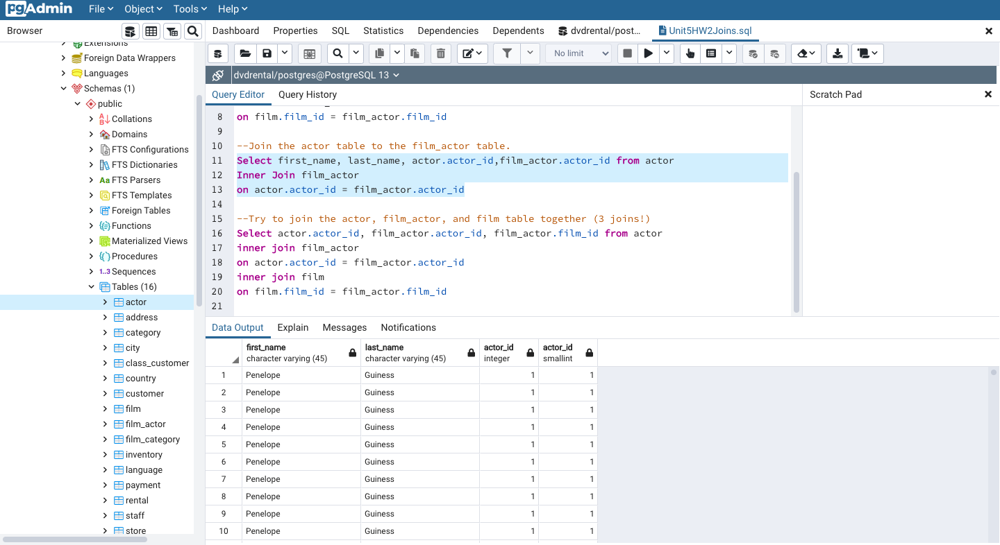 pgAdmin File Object Tools Help
Browser
Dashboard Properties SQL Statistics Dependencies Dependents dvdrental/post... Unit5HW2Joins.sql
Extensions
Foreign Data Wrappers
Languages
Schemas (1)
public
Collations
Domains
FTS Configurations
FTS Dictionaries
Aa FTS Parsers
FTS Templates
Foreign Tables
Functions
Materialized Views
Procedures
1..3 Sequences
Tables (16)
actor
address
category
city
class_customer
country
customer
film
film_actor
film_category
inventory
language
payment
rental
staff
store
No limit
dvdrental/postgres@PostgreSQL 13
Query Editor Query History
Scratch Pad
8 on film.film_id = film_actor.film_id
9
10 --Join the actor table to the film_actor table.
11 Select first_name, last_name, actor.actor_id,film_actor.actor_id from actor
12 Inner Join film_actor
13 on actor.actor_id = film_actor.actor_id
14
15 --Try to join the actor, film_actor, and film table together (3 joins!)
16 Select actor.actor_id, film_actor.actor_id, film_actor.film_id from actor
17 inner join film_actor
18 on actor.actor_id = film_actor.actor_id
19 inner join film
20 on film.film_id = film_actor.film_id
21
Data Output Explain Messages Notifications
first_name last_name actor_id actor_id
character varying (45) character varying (45) integer smallint
1 Penelope Guiness 1 1
2 Penelope Guiness 1 1
3 Penelope Guiness 1 1
4 Penelope Guiness 1 1
5 Penelope Guiness 1 1
6 Penelope Guiness 1 1
7 Penelope Guiness 1 1
8 Penelope Guiness 1 1
9 Penelope Guiness 1 1
10 Penelope Guiness 1 1